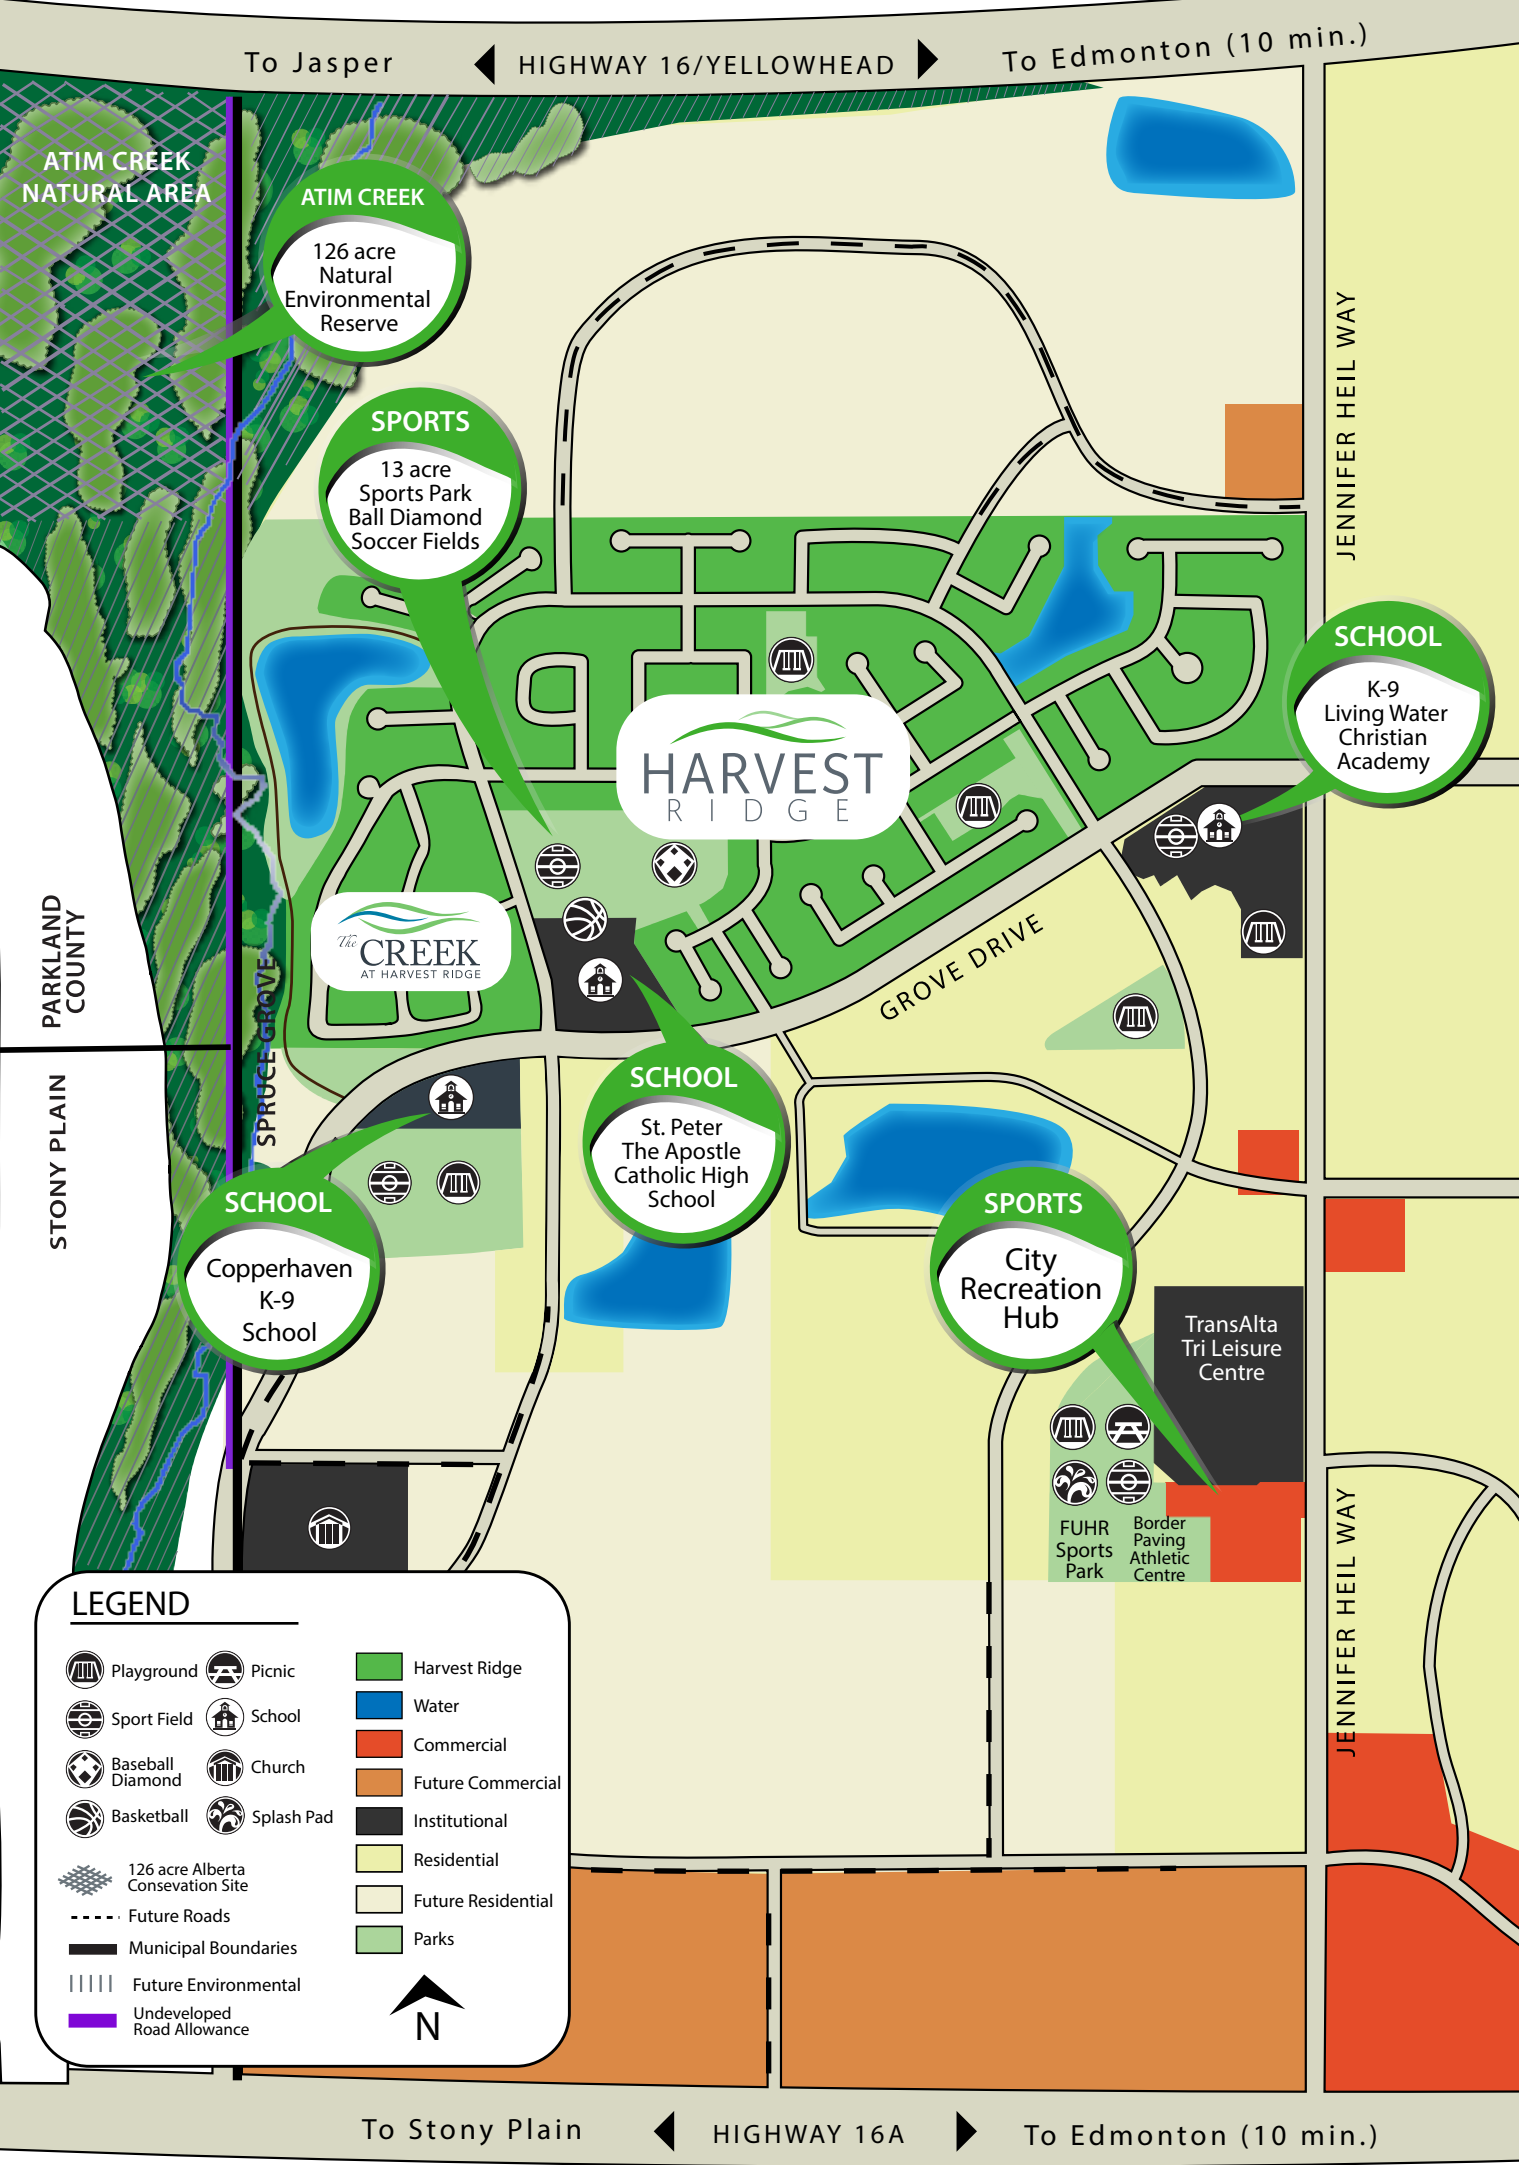 To Jasper
HIGHWAY 16/YELLOWHEAD
To Edmonton (10 min.)
ATIM CREEK
NATURAL AREA
ATIM CREEK
126 acre
Natural
Environmental
Reserve
SPORTS
13 acre
Sports Park
Ball Diamond
Soccer Fields
JENNIFER HEIL WAY
SCHOOL
K-9
Living Water
Christian
Academy
HARVEST
RIDGE
The
CREEK
AT HARVEST RIDGE
GROVE DRIVE
PARKLAND
COUNTY
SPRUCE GROVE
STONY PLAIN
SCHOOL
St. Peter
The Apostle
Catholic High
School
SCHOOL
Copperhaven
K-9
School
SPORTS
City
Recreation
Hub
TransAlta
Tri Leisure
Centre
FUHR
Sports
Park
Border
Paving
Athletic
Centre
JENNIFER HEIL WAY
LEGEND
Playground
Picnic
Sport Field
School
Baseball
Diamond
Church
Basketball
Splash Pad
126 acre Alberta
Consevation Site
Future Roads
Municipal Boundaries
Future Environmental
Undeveloped
Road Allowance
Harvest Ridge
Water
Commercial
Future Commercial
Institutional
Residential
Future Residential
Parks
N
To Stony Plain
HIGHWAY 16A
To Edmonton (10 min.)